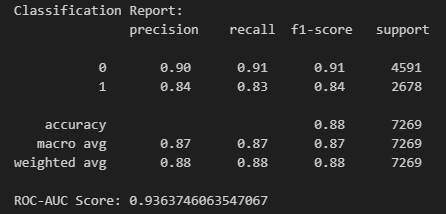 Classification Report:
precision recall f1-score support
0 0.90 0.91 0.91 4591
1 0.84 0.83 0.84 2678
accuracy 0.88 7269
macro avg 0.87 0.87 0.87 7269
weighted avg 0.88 0.88 0.88 7269
ROC-AUC Score: 0.9363746063547067